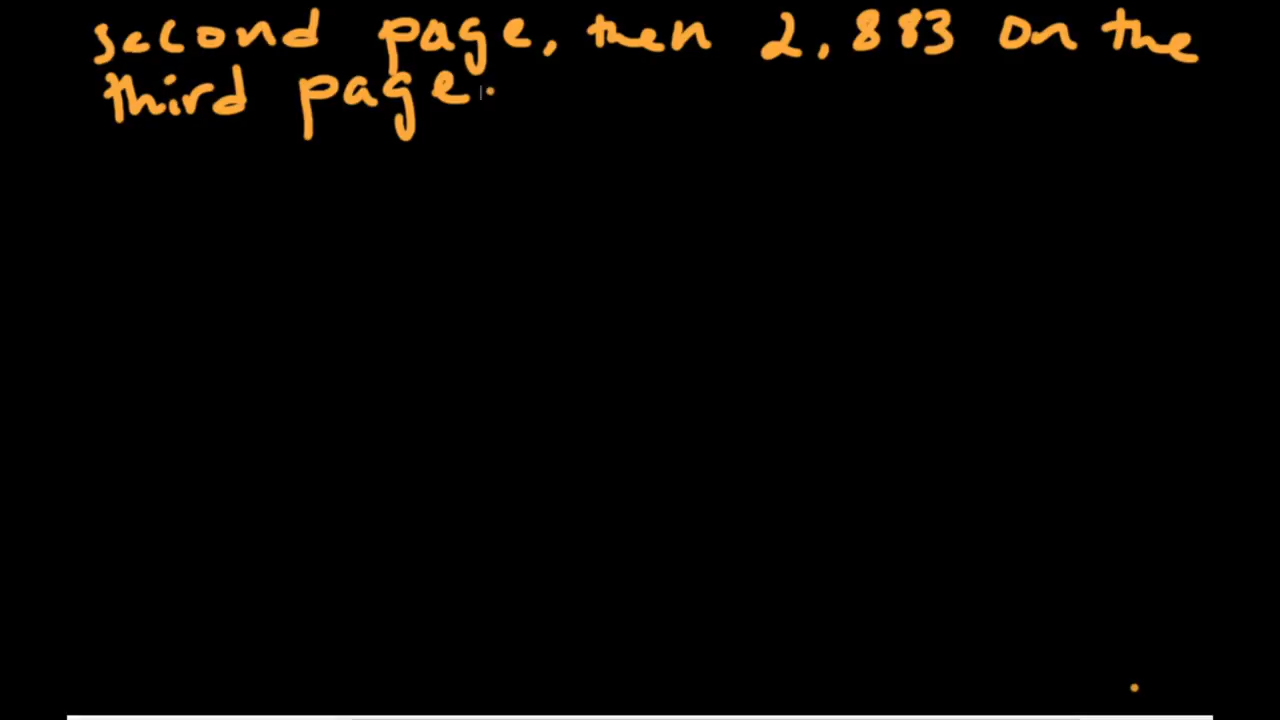 second page, then 2,883 on the
third page.